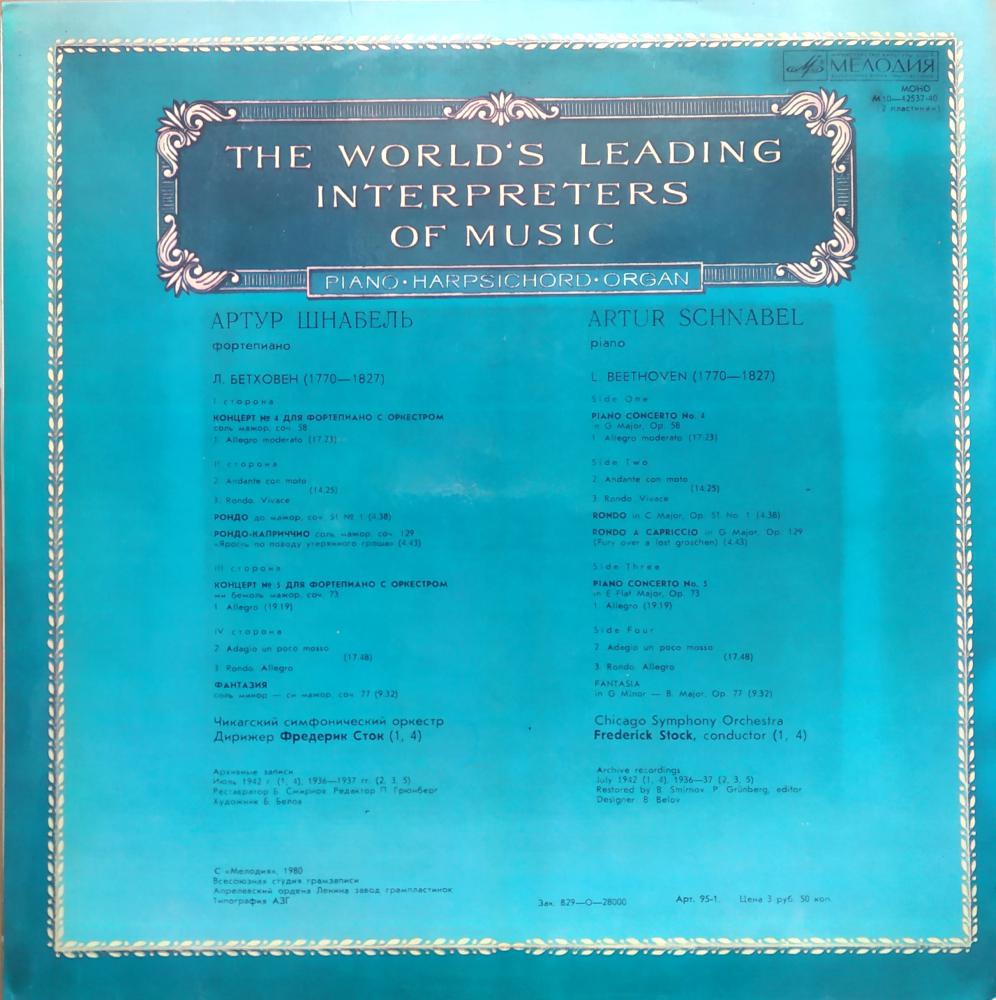 МЕЛОДИЯ
МОНО
М10—42537-40
(2 пластинки)
THE WORLD'S LEADING
INTERPRETERS
OF MUSIC
PIANO·HARPSICHORD·ORGAN
АРТУР ШНАБЕЛЬ
фортепиано
Л. БЕТХОВЕН (1770—1827)
I сторона
КОНЦЕРТ № 4 ДЛЯ ФОРТЕПИАНО С ОРКЕСТРОМ
соль мажор, соч. 58
1. Allegro moderato (17.23)
II сторона
2. Andante con moto
(14.25)
3. Rondo. Vivace
РОНДО до мажор, соч. 51 № 1 (4.38)
РОНДО-КАПРИЧЧИО соль мажор, соч. 129
«Ярость по поводу утерянного гроша» (4.43)
III сторона
КОНЦЕРТ № 5 ДЛЯ ФОРТЕПИАНО С ОРКЕСТРОМ
ми бемоль мажор, соч. 73
1. Allegro (19.19)
IV сторона
2. Adagio un poco mosso
(17.48)
3. Rondo. Allegro
ФАНТАЗИЯ
соль минор — си мажор, соч. 77 (9.32)
Чикагский симфонический оркестр
Дирижер Фредерик Сток (1, 4)
Архивные записи
Июль 1942 г. (1, 4), 1936—1937 гг. (2, 3, 5)
Реставратор Б. Смирнов. Редактор П. Грюнберг
Художник Б. Белов
ARTUR SCHNABEL
piano
L. BEETHOVEN (1770—1827)
Side One
PIANO CONCERTO No. 4
in G Major, Op. 58
1. Allegro moderato (17.23)
Side Two
2. Andante con moto
(14.25)
3. Rondo. Vivace
RONDO in C Major, Op. 51. No. 1 (4.38)
RONDO A CAPRICCIO in G Major, Op. 129
(Fury over a lost groschen) (4.43)
Side Three
PIANO CONCERTO No. 5
in E Flat Major, Op. 73
1. Allegro (19.19)
Side Four
2. Adagio un poco mosso
(17.48)
3. Rondo. Allegro
FANTASIA
in G Minor — B. Major, Op. 77 (9.32)
Chicago Symphony Orchestra
Frederick Stock, conductor (1, 4)
Archive recordings
July 1942 (1, 4), 1936—37 (2, 3, 5)
Restored by B. Smirnov. P. Grünberg, editor
Designer: B. Belov
С «Мелодия», 1980
Всесоюзная студия грамзаписи
Апрелевский ордена Ленина завод грампластинок
Типография АЗГ
Зак. 829—О—28000
Арт. 95-1. Цена 3 руб. 50 коп.